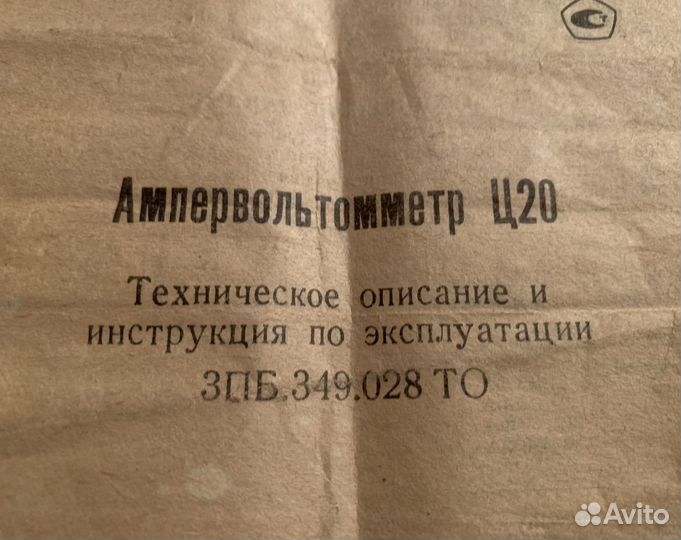 Ампервольтомметр Ц20
Техническое описание и
инструкция по эксплуатации
3ПБ.349.028 ТО
Avito